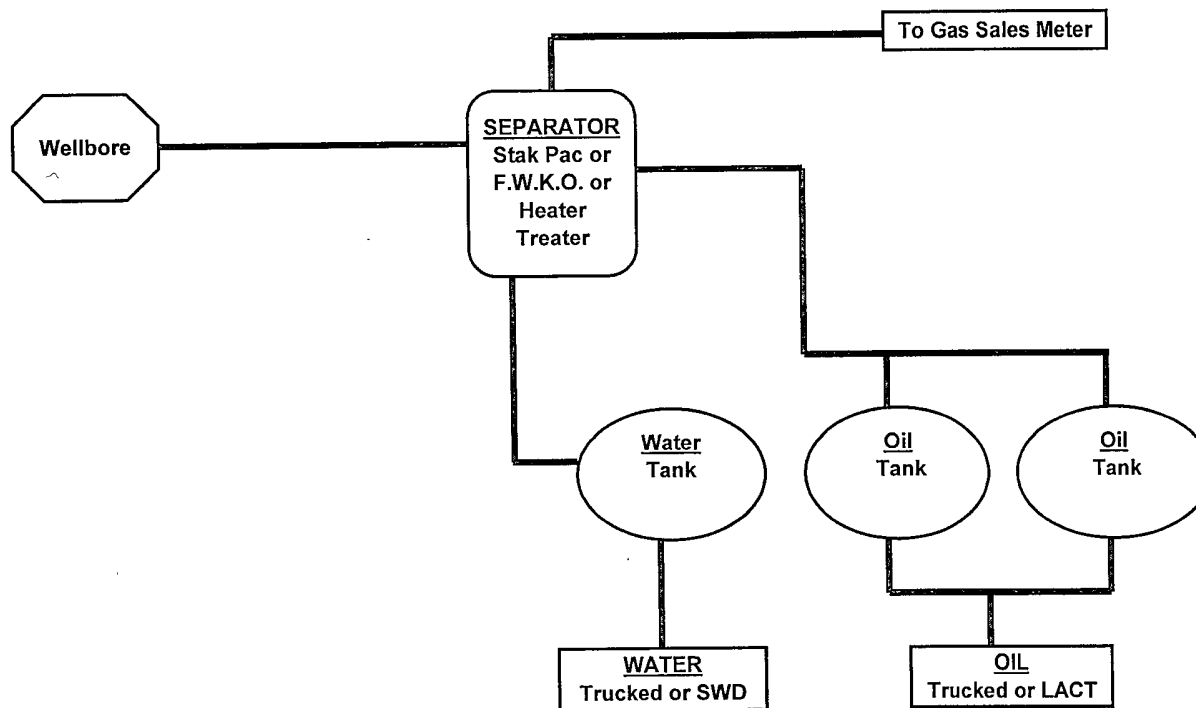 To Gas Sales Meter
Wellbore
SEPARATOR
Stak Pac or
F.W.K.O. or
Heater
Treater
Water
Tank
Oil
Tank
Oil
Tank
WATER
Trucked or SWD
OIL
Trucked or LACT